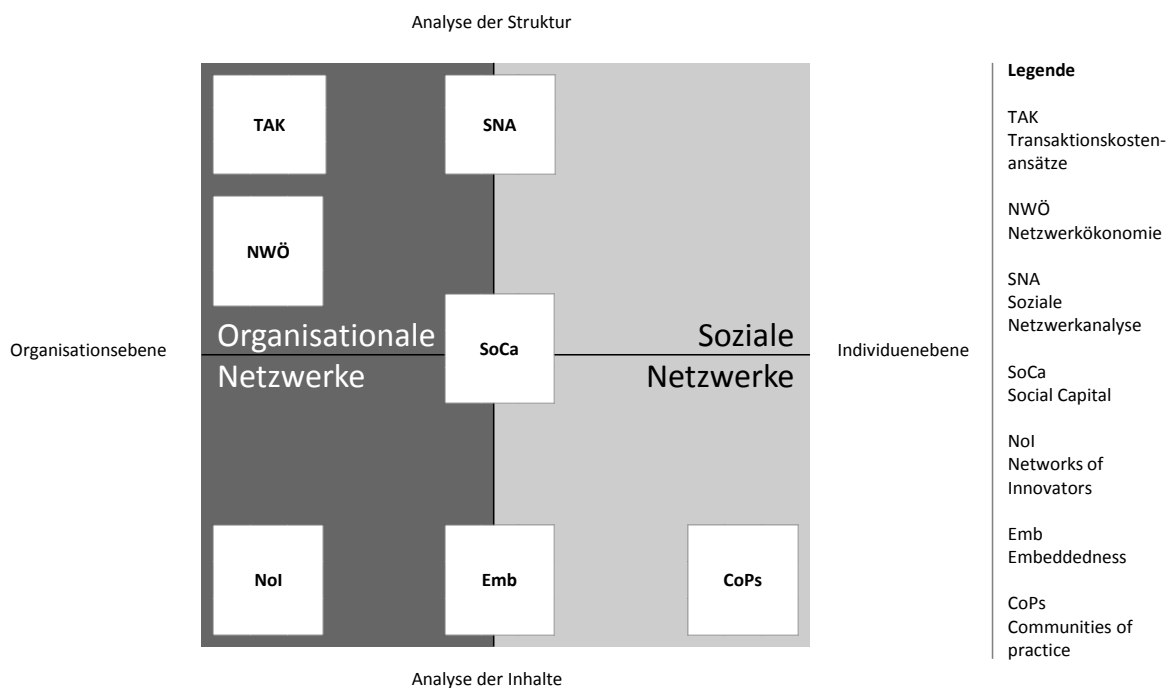 Analyse der Struktur
TAK
SNA
NWÖ
Organisationale
Netzwerke
SoCa
Soziale
Netzwerke
Organisationsebene
Individuenebene
NoI
Emb
CoPs
Analyse der Inhalte
Legende
TAK
Transaktionskosten-
ansätze
NWÖ
Netzwerkökonomie
SNA
Soziale
Netzwerkanalyse
SoCa
Social Capital
NoI
Networks of
Innovators
Emb
Embeddedness
CoPs
Communities of
practice